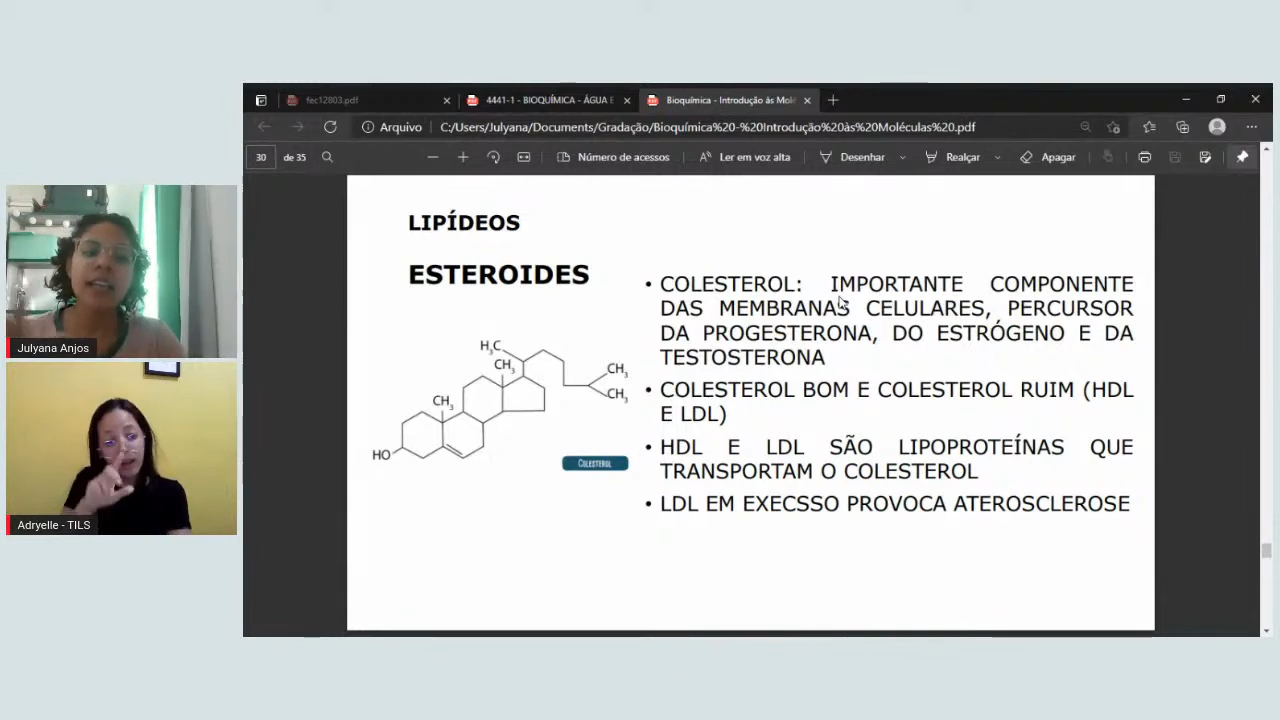 fec12803.pdf
4441-1 - BIOQUÍMICA - ÁGUA E
Bioquímica - Introdução às Molé
Arquivo
C:/Users/Julyana/Documents/Gradação/Bioquímica%20-%20Introdução%20às%20Moléculas%20.pdf
30 de 35
Número de acessos
Ler em voz alta
Desenhar
Realçar
Apagar
LIPÍDEOS
ESTEROIDES
H₃C
CH₃
CH₃
CH₃
CH₃
HO
COLESTEROL
• COLESTEROL: IMPORTANTE COMPONENTE
DAS MEMBRANAS CELULARES, PERCURSOR
DA PROGESTERONA, DO ESTRÓGENO E DA
TESTOSTERONA
• COLESTEROL BOM E COLESTEROL RUIM (HDL
E LDL)
• HDL E LDL SÃO LIPOPROTEÍNAS QUE
TRANSPORTAM O COLESTEROL
• LDL EM EXECSSO PROVOCA ATEROSCLEROSE
Julyana Anjos
Adryelle - TILS